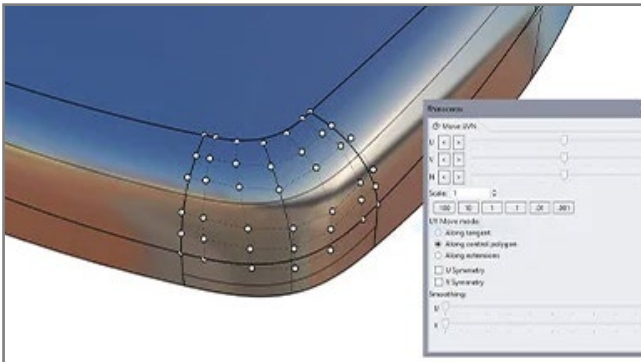 Rhinoceros
Move UVN
U < >
V < >
N < >
Scale: 1
100 10 1 .1 .01 .001
UV Move mode:
Along tangent
Along control polygon
Along extensions
U Symmetry
V Symmetry
Smoothing:
U
V